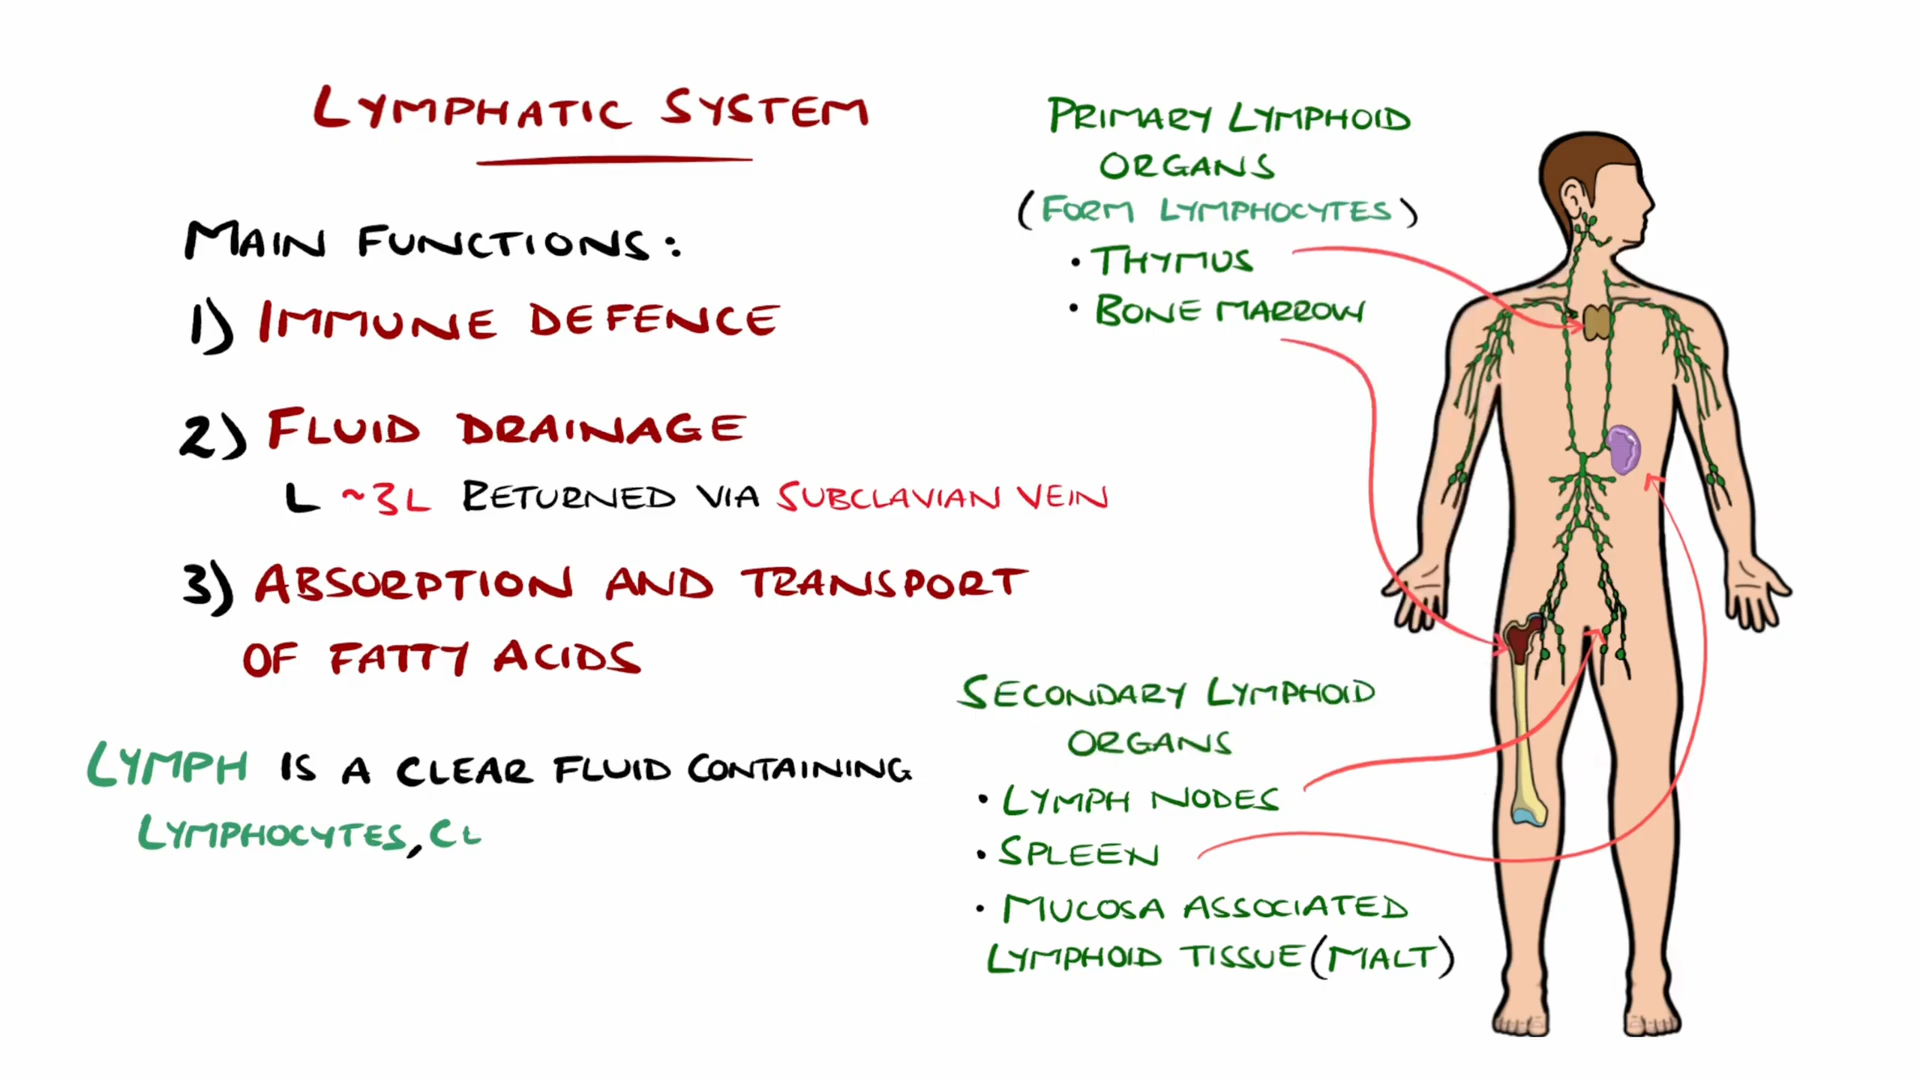 LYMPHATIC SYSTEM
MAIN FUNCTIONS:
1) IMMUNE DEFENCE
2) FLUID DRAINAGE
L ~3L RETURNED VIA SUBCLAVIAN VEIN
3) ABSORPTION AND TRANSPORT
OF FATTY ACIDS
LYMPH IS A CLEAR FLUID CONTAINING
LYMPHOCYTES, CL
PRIMARY LYMPHOID
ORGANS
(FORM LYMPHOCYTES)
• THYMUS
• BONE MARROW
SECONDARY LYMPHOID
ORGANS
• LYMPH NODES
• SPLEEN
• MUCOSA ASSOCIATED
LYMPHOID TISSUE (MALT)